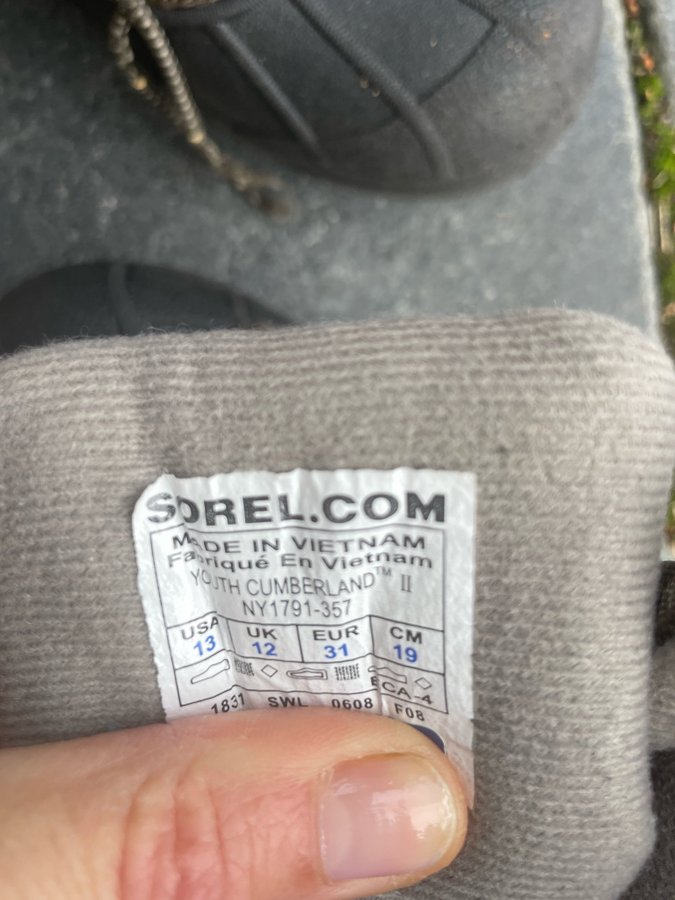 SOREL.COM
MADE IN VIETNAM
Fabriqué En Vietnam
YOUTH CUMBERLAND™ II
NY1791-357
USA UK EUR CM
13 12 31 19
ECA-4
1831 SWL 0608 F08